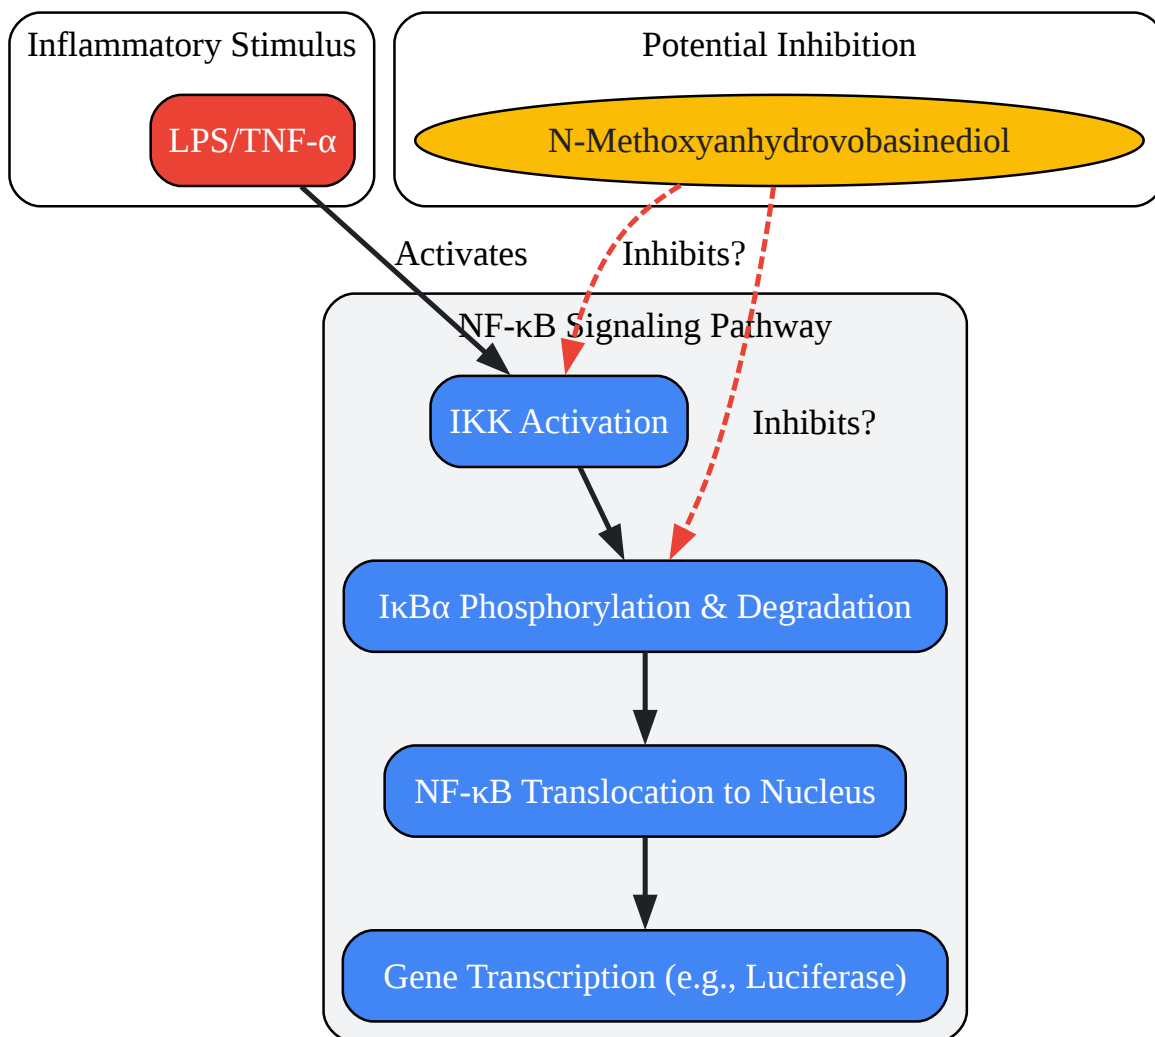 Inflammatory Stimulus
Potential Inhibition
LPS/TNF-α
N-Methoxyanhydrovobasinediol
Activates
Inhibits?
NF-κB Signaling Pathway
IKK Activation
Inhibits?
IκBα Phosphorylation & Degradation
NF-κB Translocation to Nucleus
Gene Transcription (e.g., Luciferase)